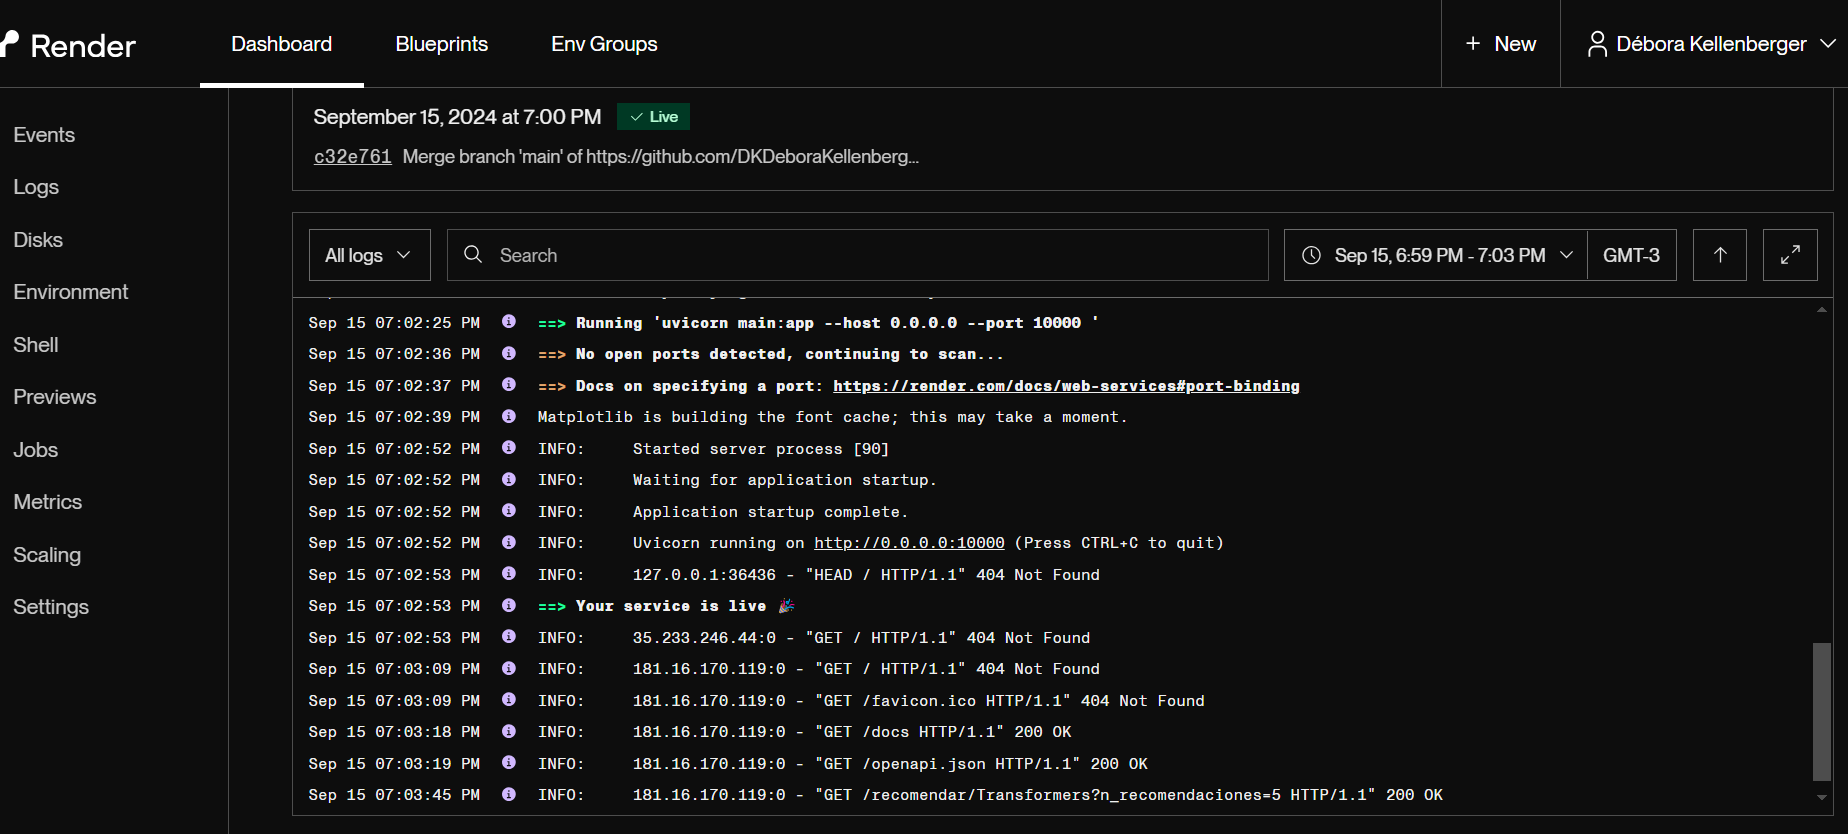 Render
Dashboard
Blueprints
Env Groups
+ New
Débora Kellenberger
Events
Logs
Disks
Environment
Shell
Previews
Jobs
Metrics
Scaling
Settings
September 15, 2024 at 7:00 PM
Live
c32e761 Merge branch 'main' of https://github.com/DKDeboraKellenberg...
All logs
Search
Sep 15, 6:59 PM - 7:03 PM
GMT-3
Sep 15 07:02:25 PM ==> Running 'uvicorn main:app --host 0.0.0.0 --port 10000 '
Sep 15 07:02:36 PM ==> No open ports detected, continuing to scan...
Sep 15 07:02:37 PM ==> Docs on specifying a port: https://render.com/docs/web-services#port-binding
Sep 15 07:02:39 PM Matplotlib is building the font cache; this may take a moment.
Sep 15 07:02:52 PM INFO: Started server process [90]
Sep 15 07:02:52 PM INFO: Waiting for application startup.
Sep 15 07:02:52 PM INFO: Application startup complete.
Sep 15 07:02:52 PM INFO: Uvicorn running on http://0.0.0.0:10000 (Press CTRL+C to quit)
Sep 15 07:02:53 PM INFO: 127.0.0.1:36436 - "HEAD / HTTP/1.1" 404 Not Found
Sep 15 07:02:53 PM ==> Your service is live 🎉
Sep 15 07:02:53 PM INFO: 35.233.246.44:0 - "GET / HTTP/1.1" 404 Not Found
Sep 15 07:03:09 PM INFO: 181.16.170.119:0 - "GET / HTTP/1.1" 404 Not Found
Sep 15 07:03:09 PM INFO: 181.16.170.119:0 - "GET /favicon.ico HTTP/1.1" 404 Not Found
Sep 15 07:03:18 PM INFO: 181.16.170.119:0 - "GET /docs HTTP/1.1" 200 OK
Sep 15 07:03:19 PM INFO: 181.16.170.119:0 - "GET /openapi.json HTTP/1.1" 200 OK
Sep 15 07:03:45 PM INFO: 181.16.170.119:0 - "GET /recomendar/Transformers?n_recomendaciones=5 HTTP/1.1" 200 OK